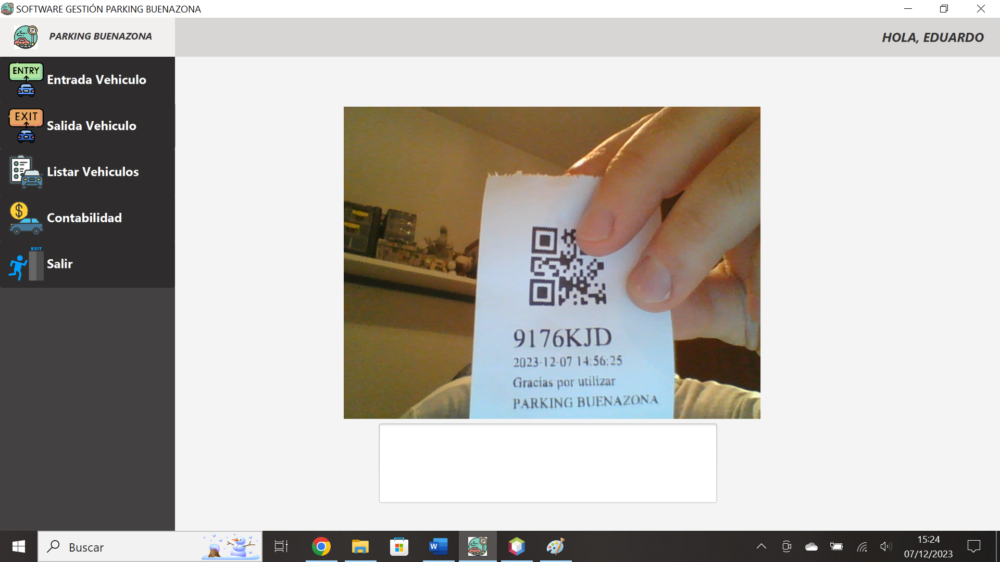 SOFTWARE GESTIÓN PARKING BUENAZONA
PARKING BUENAZONA
HOLA, EDUARDO
ENTRY
Entrada Vehiculo
EXIT
Salida Vehiculo
Listar Vehiculos
$
Contabilidad
EXIT
Salir
9176KJD
2023-12-07 14:56:25
Gracias por utilizar
PARKING BUENAZONA
Buscar
W
15:24
07/12/2023